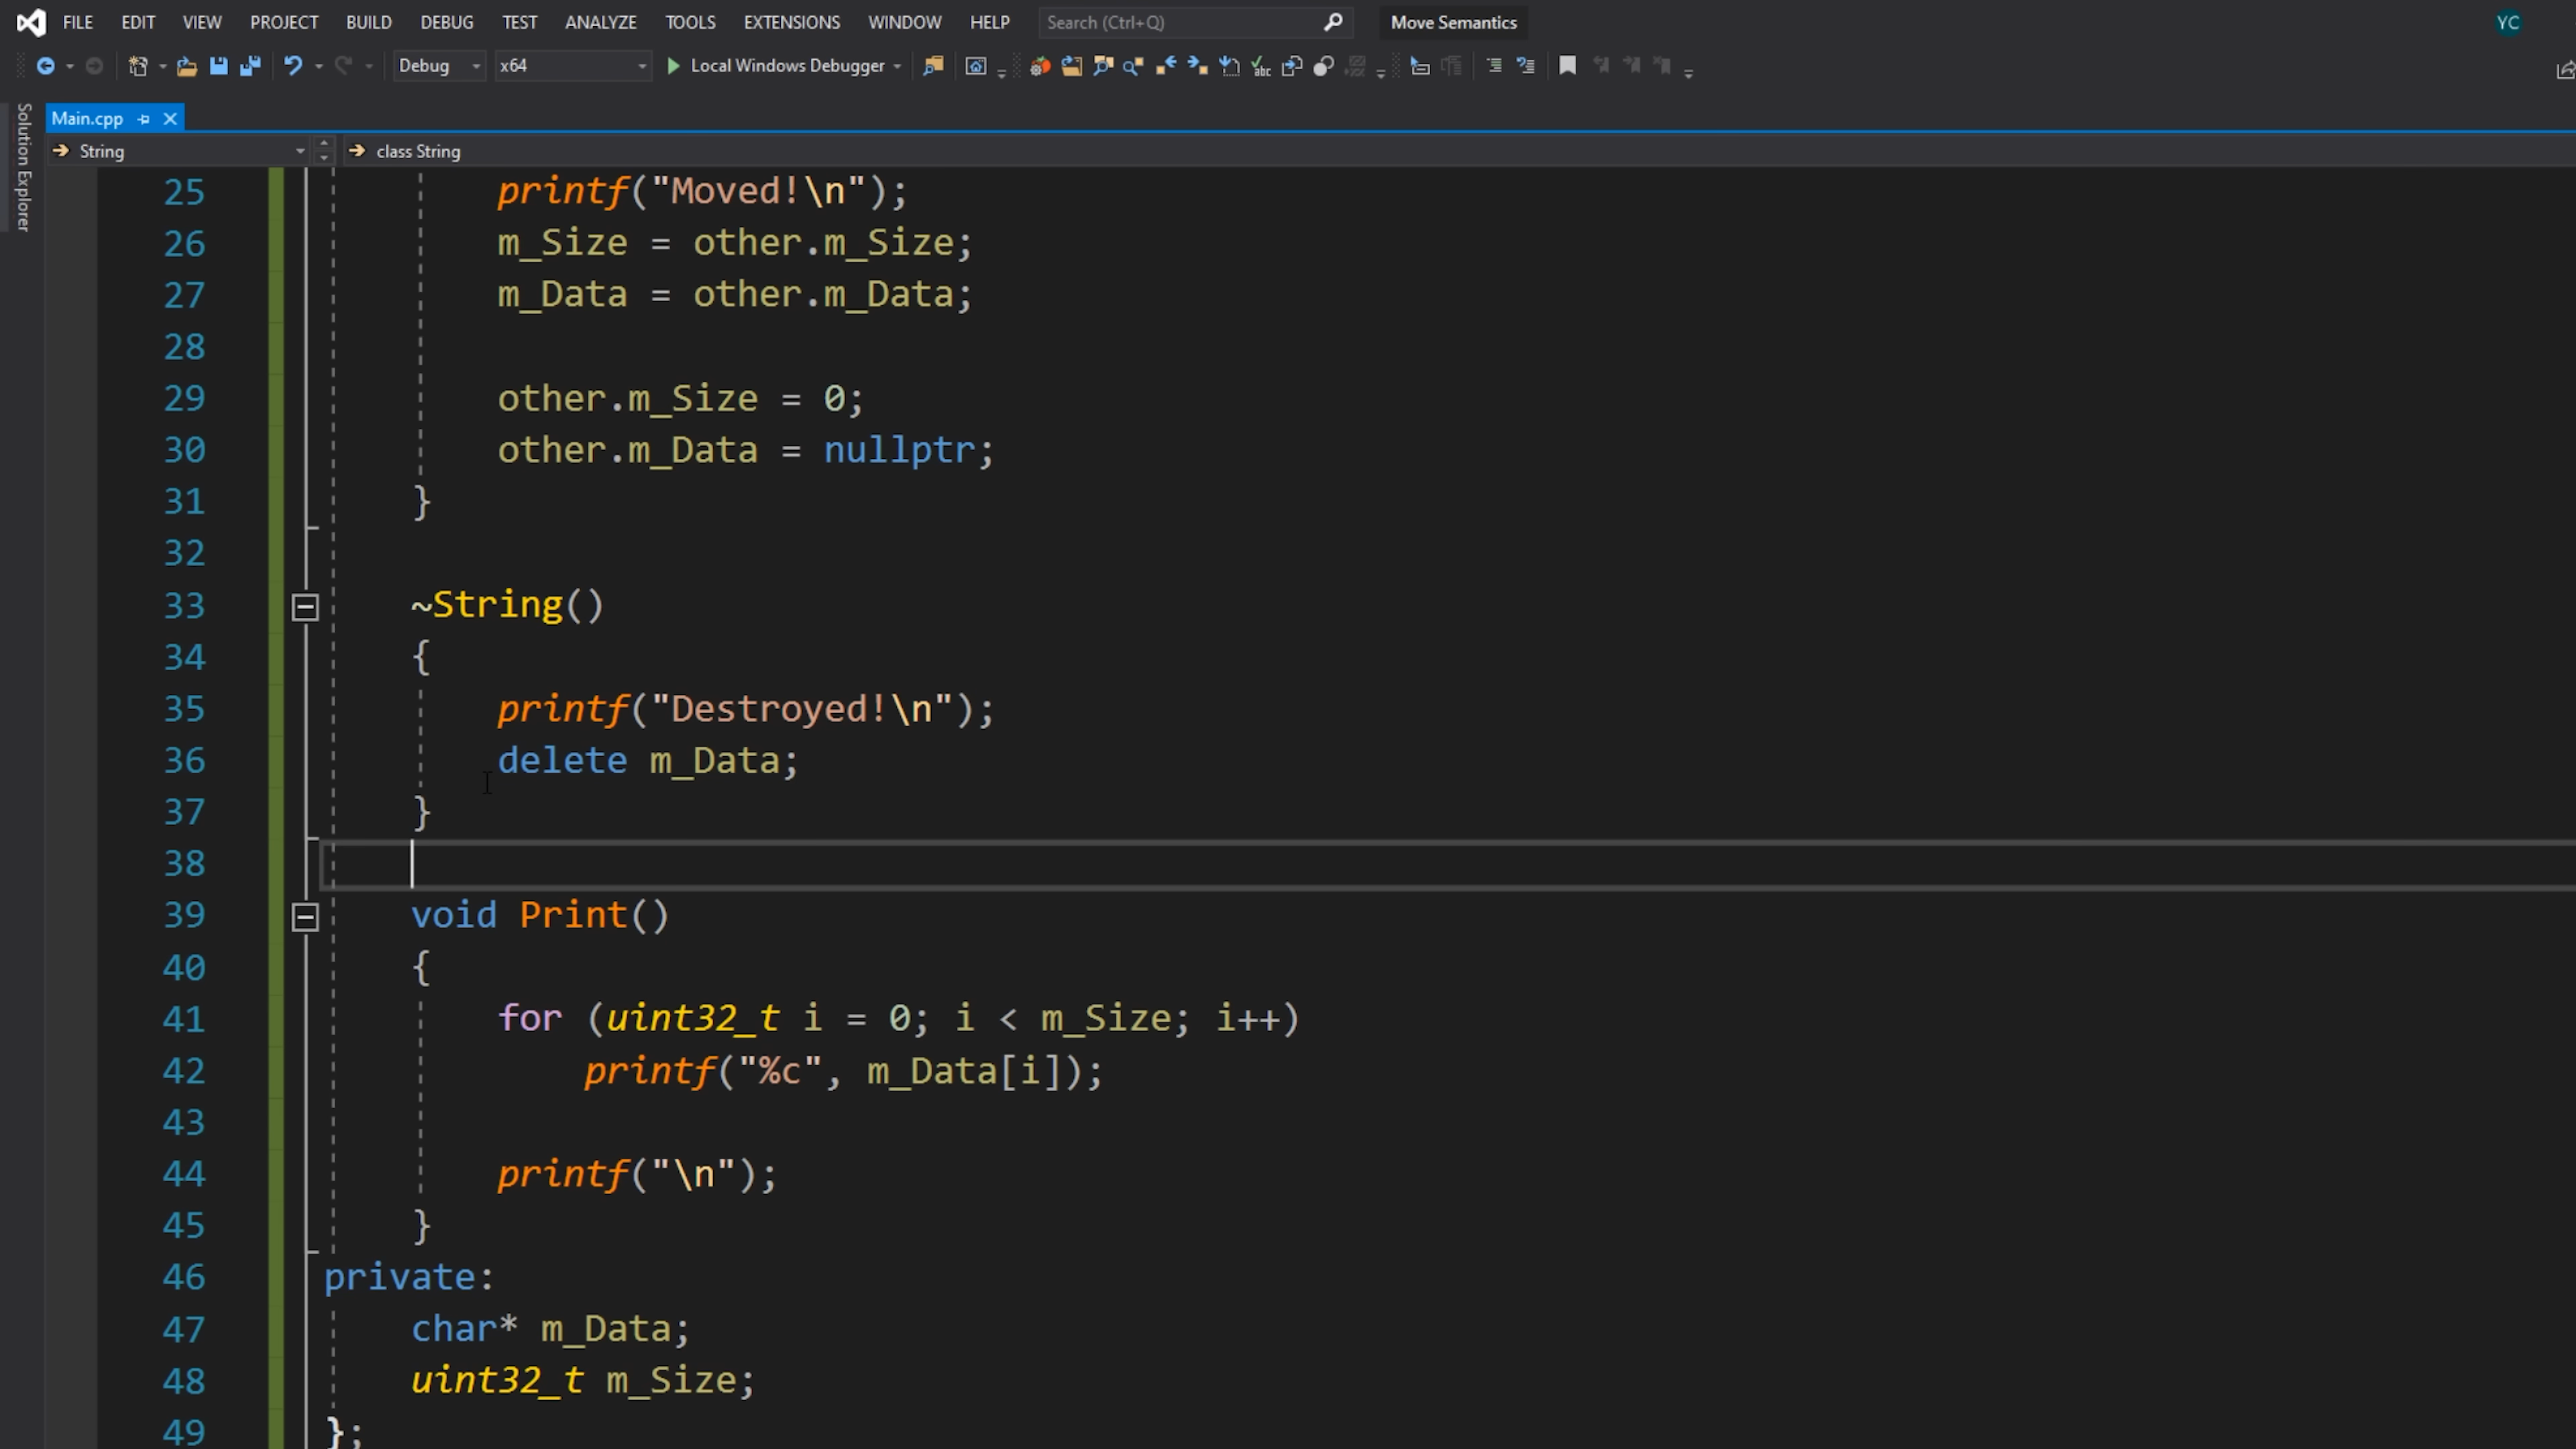 FILE EDIT VIEW PROJECT BUILD DEBUG TEST ANALYZE TOOLS EXTENSIONS WINDOW HELP Search (Ctrl+Q) Move Semantics YC
Debug x64 Local Windows Debugger
Solution Explorer
Main.cpp
String class String
25 printf("Moved!\n");
26 m_Size = other.m_Size;
27 m_Data = other.m_Data;
28
29 other.m_Size = 0;
30 other.m_Data = nullptr;
31 }
32
33 ~String()
34 {
35 printf("Destroyed!\n");
36 delete m_Data;
37 }
38
39 void Print()
40 {
41 for (uint32_t i = 0; i < m_Size; i++)
42 printf("%c", m_Data[i]);
43
44 printf("\n");
45 }
46 private:
47 char* m_Data;
48 uint32_t m_Size;
49 };